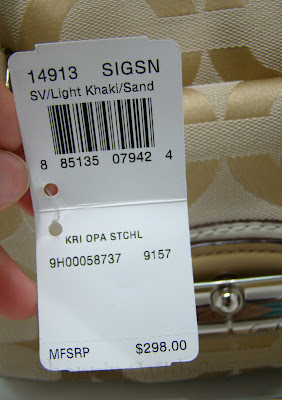 14913 SIGSN
SV/Light Khaki/Sand
8 85135 07942 4
KRI OPA STCHL
9H00058737 9157
MFSRP $298.00